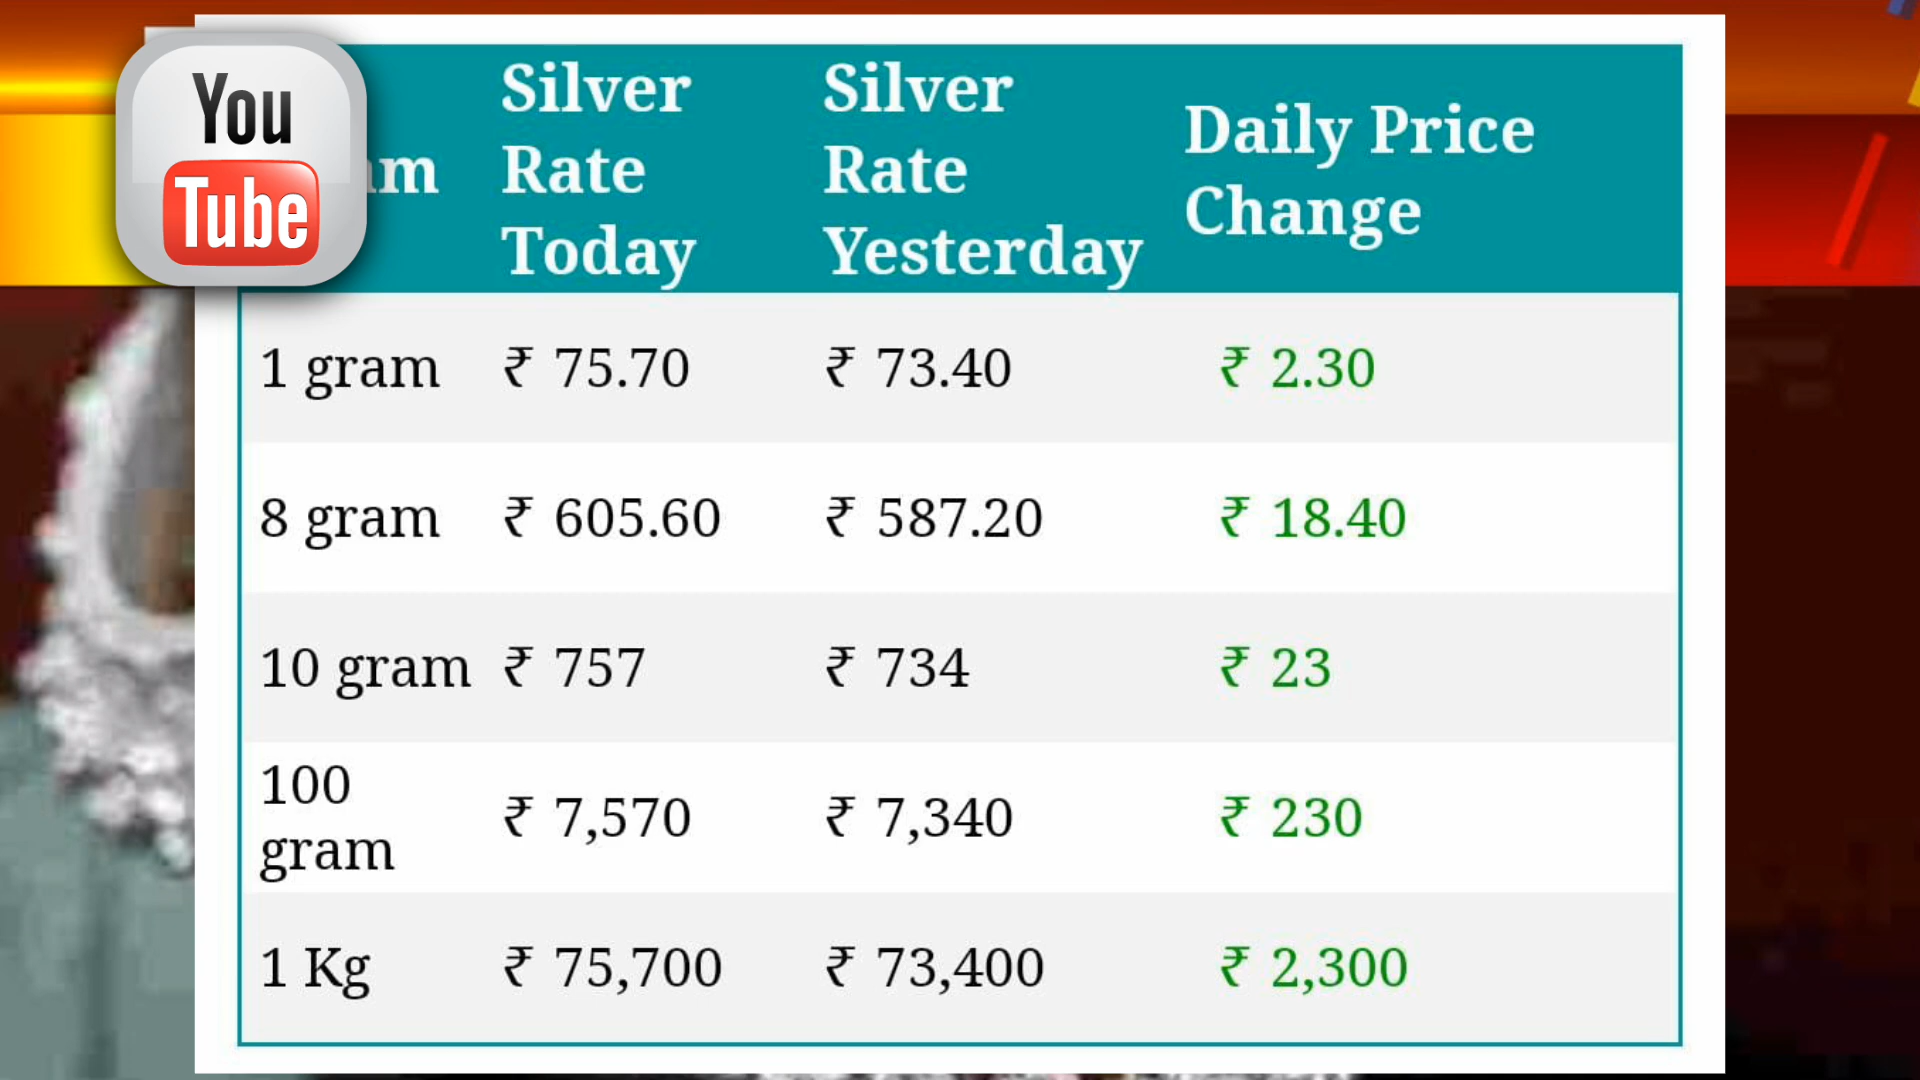 You
Tube
Silver Rate Today
Silver Rate Yesterday
Daily Price Change
1 gram ₹ 75.70 ₹ 73.40 ₹ 2.30
8 gram ₹ 605.60 ₹ 587.20 ₹ 18.40
10 gram ₹ 757 ₹ 734 ₹ 23
100 gram ₹ 7,570 ₹ 7,340 ₹ 230
1 Kg ₹ 75,700 ₹ 73,400 ₹ 2,300